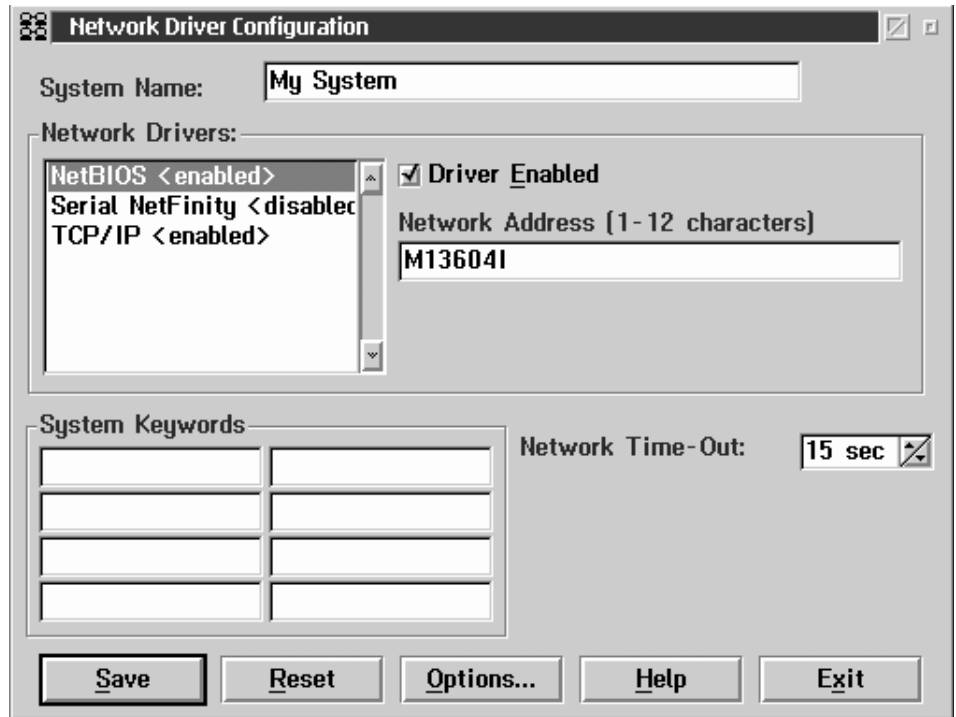 Network Driver Configuration
System Name: My System
Network Drivers:
NetBIOS <enabled>
Serial NetFinity <disabled
TCP/IP <enabled>
Driver Enabled
Network Address (1-12 characters)
M13604I
System Keywords
Network Time-Out: 15 sec
Save Reset Options... Help Exit